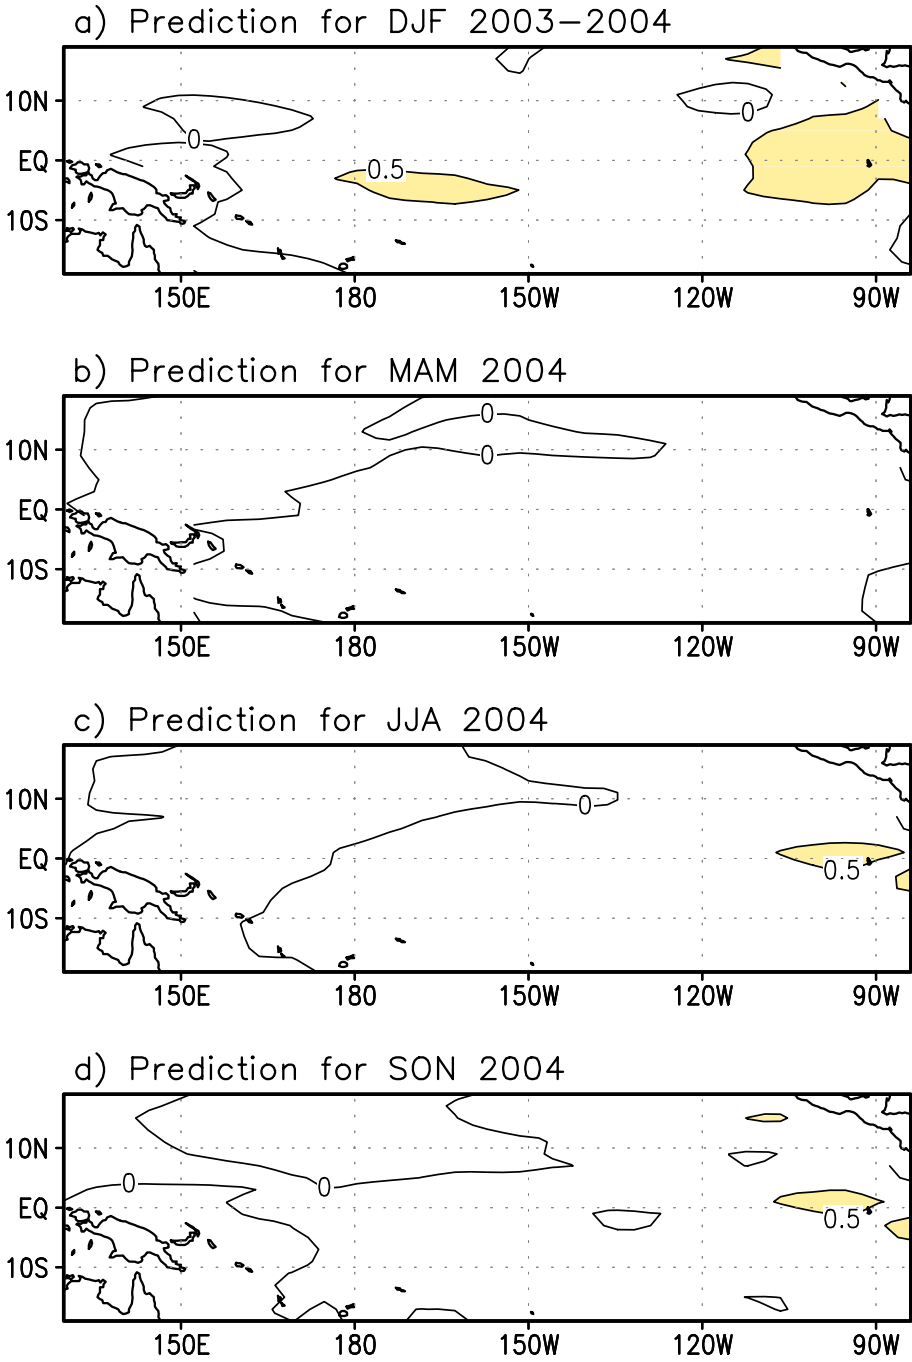 a) Prediction for DJF 2003-2004
10N
0
0
EQ
0.5
10S
150E 180 150W 120W 90W
b) Prediction for MAM 2004
0
10N
0
EQ
10S
150E 180 150W 120W 90W
c) Prediction for JJA 2004
10N
0
EQ
0.5
10S
150E 180 150W 120W 90W
d) Prediction for SON 2004
10N
0
0
EQ
0.5
10S
150E 180 150W 120W 90W